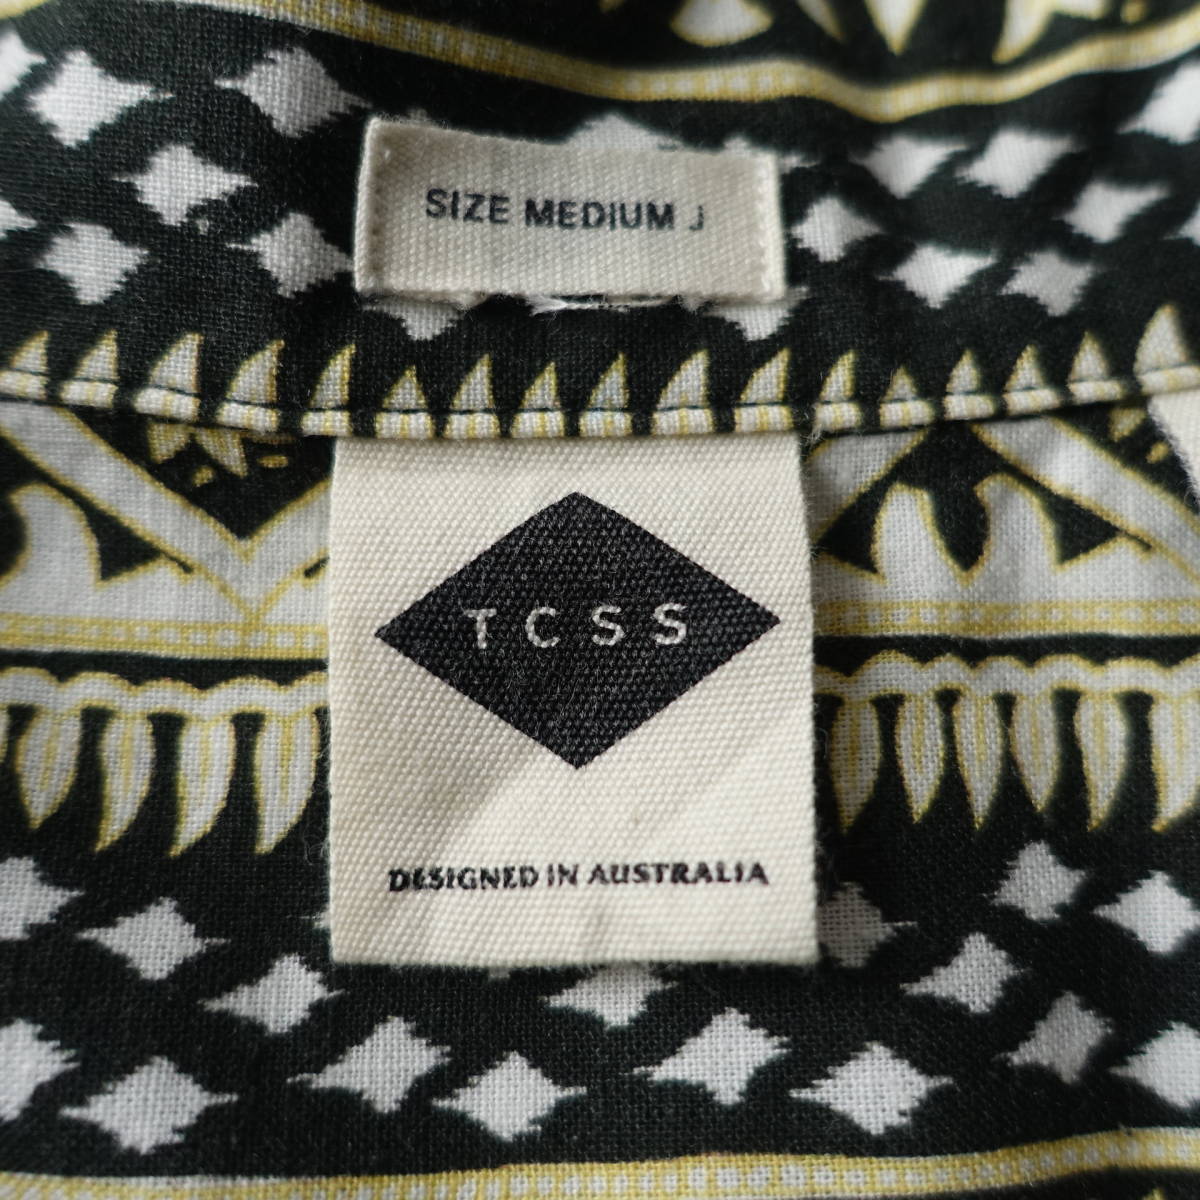 SIZE MEDIUM J
TCSS
DESIGNED IN AUSTRALIA